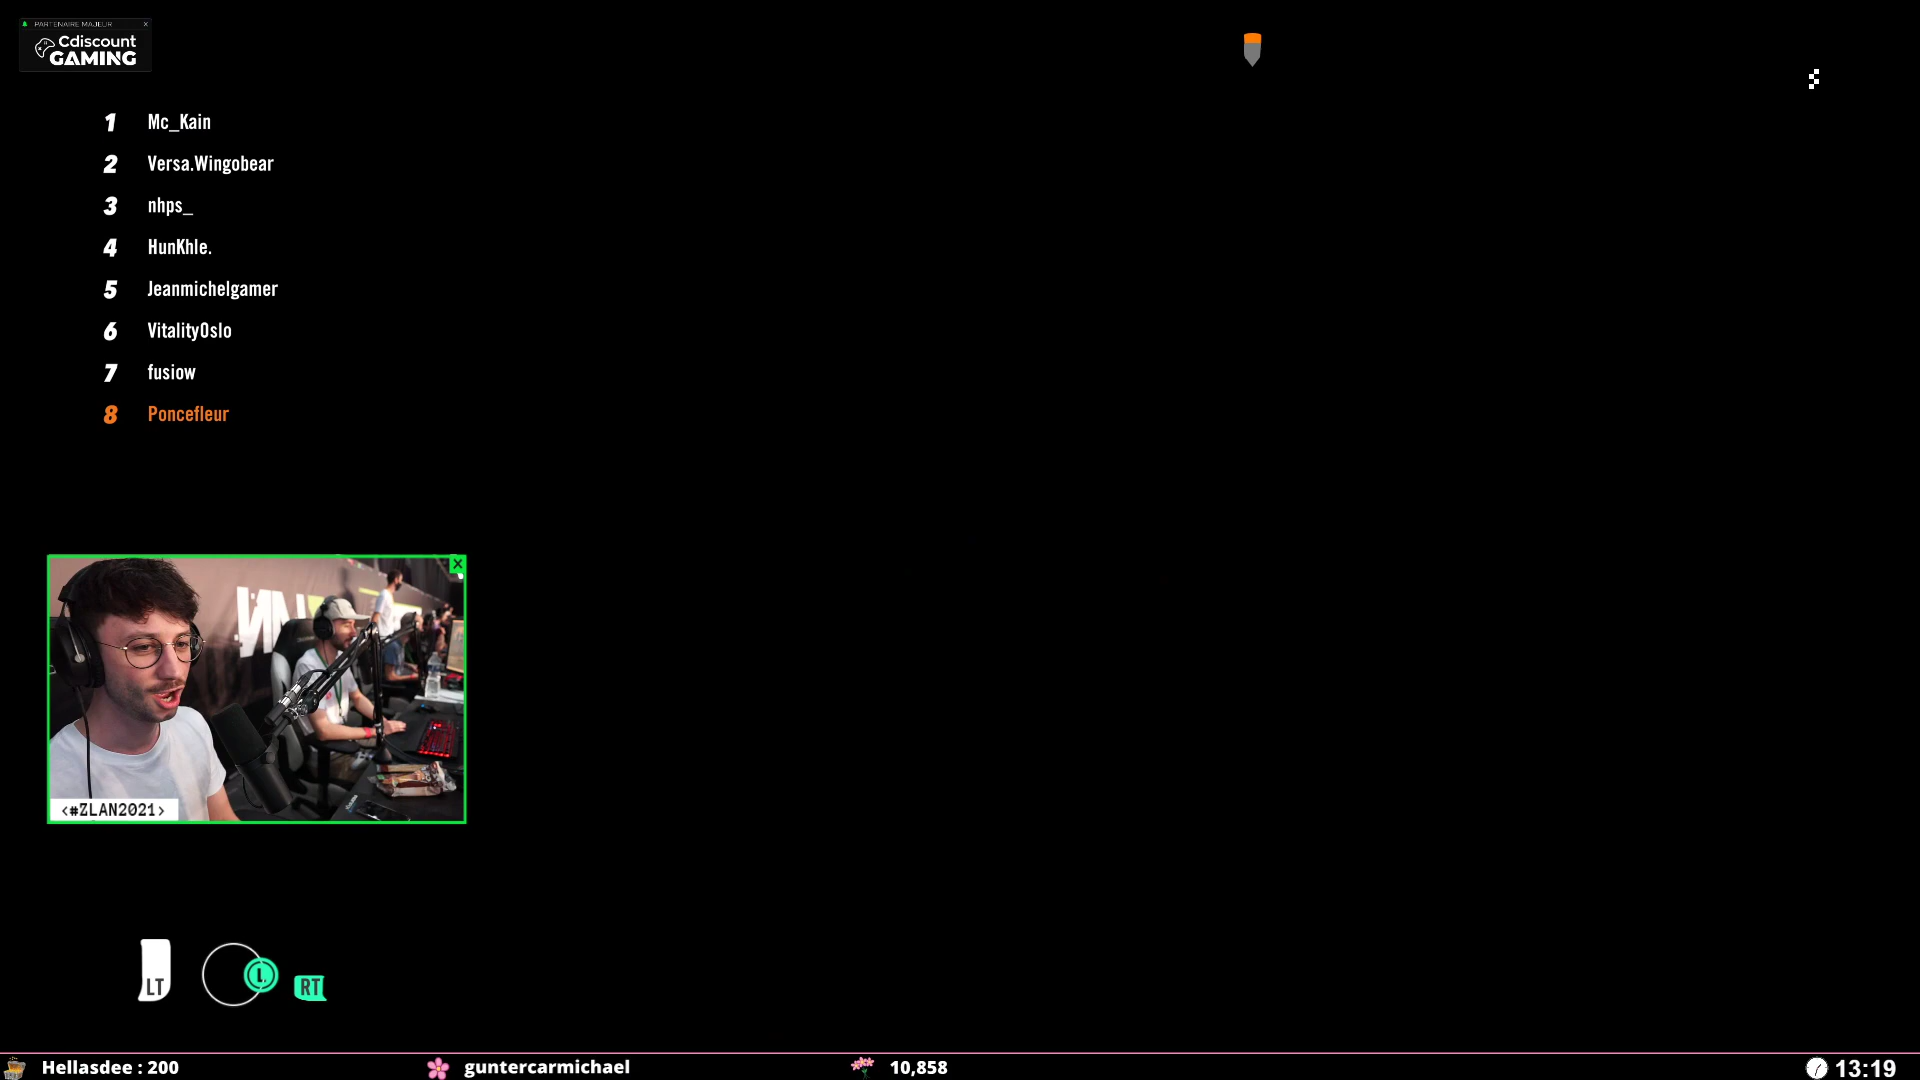 PARTENAIRE MAJEUR x
Cdiscount
GAMING
1 Mc_Kain
2 Versa.Wingobear
3 nhps_
4 HunKhle.
5 Jeanmichelgamer
6 VitalityOslo
7 fusiow
8 Poncefleur
X
<#ZLAN2021>
LT L RT
Hellasdee : 200 guntercarmichael 10,858 13:19